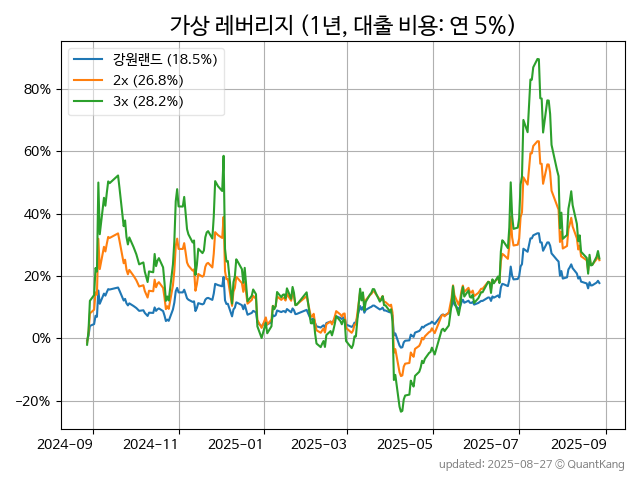 가상 레버리지 (1년, 대출 비용: 연 5%)
강원랜드 (18.5%)
2x (26.8%)
3x (28.2%)
80%
60%
40%
20%
0%
−20%
2024-09
2024-11
2025-01
2025-03
2025-05
2025-07
2025-09
updated: 2025-08-27 © QuantKang